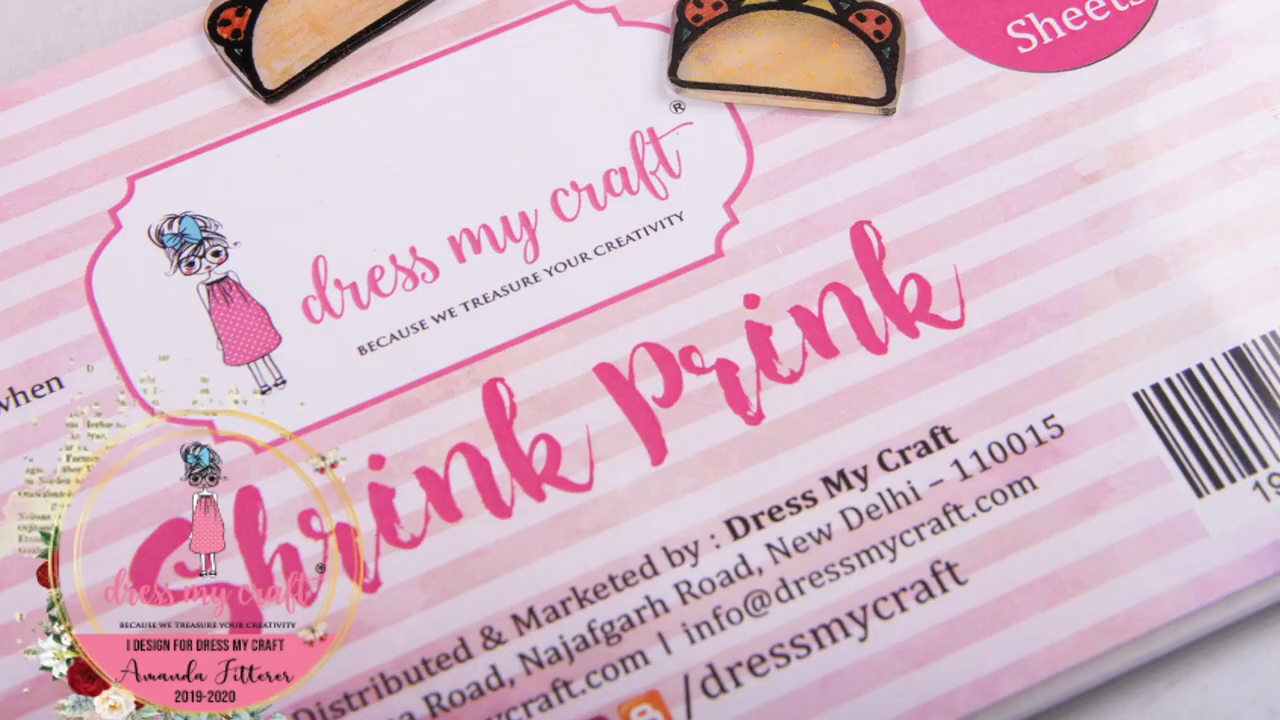 Sheets
dress my craft®
BECAUSE WE TREASURE YOUR CREATIVITY
when
Shrink Prink
Distributed & Marketed by : Dress My Craft
Road, Najafgarh Road, New Delhi – 110015
mycraft.com | info@dressmycraft.com
/dressmycraft
19
dress my craft®
BECAUSE WE TREASURE YOUR CREATIVITY
I DESIGN FOR DRESS MY CRAFT
Amanda Fitterer
2019-2020